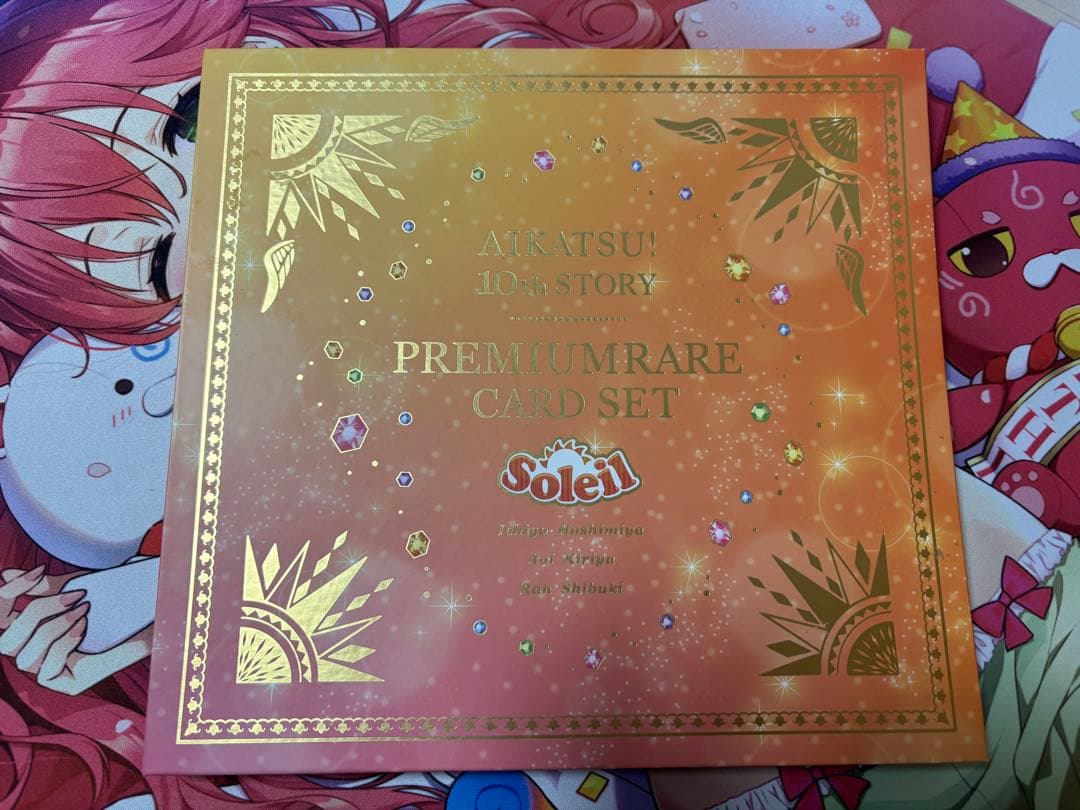 AIKATSU!
10th STORY
PREMIUMRARE
CARD SET
Soleil
Ichigo Hoshimiya
Aoi Kiriya
Ran Shibuki